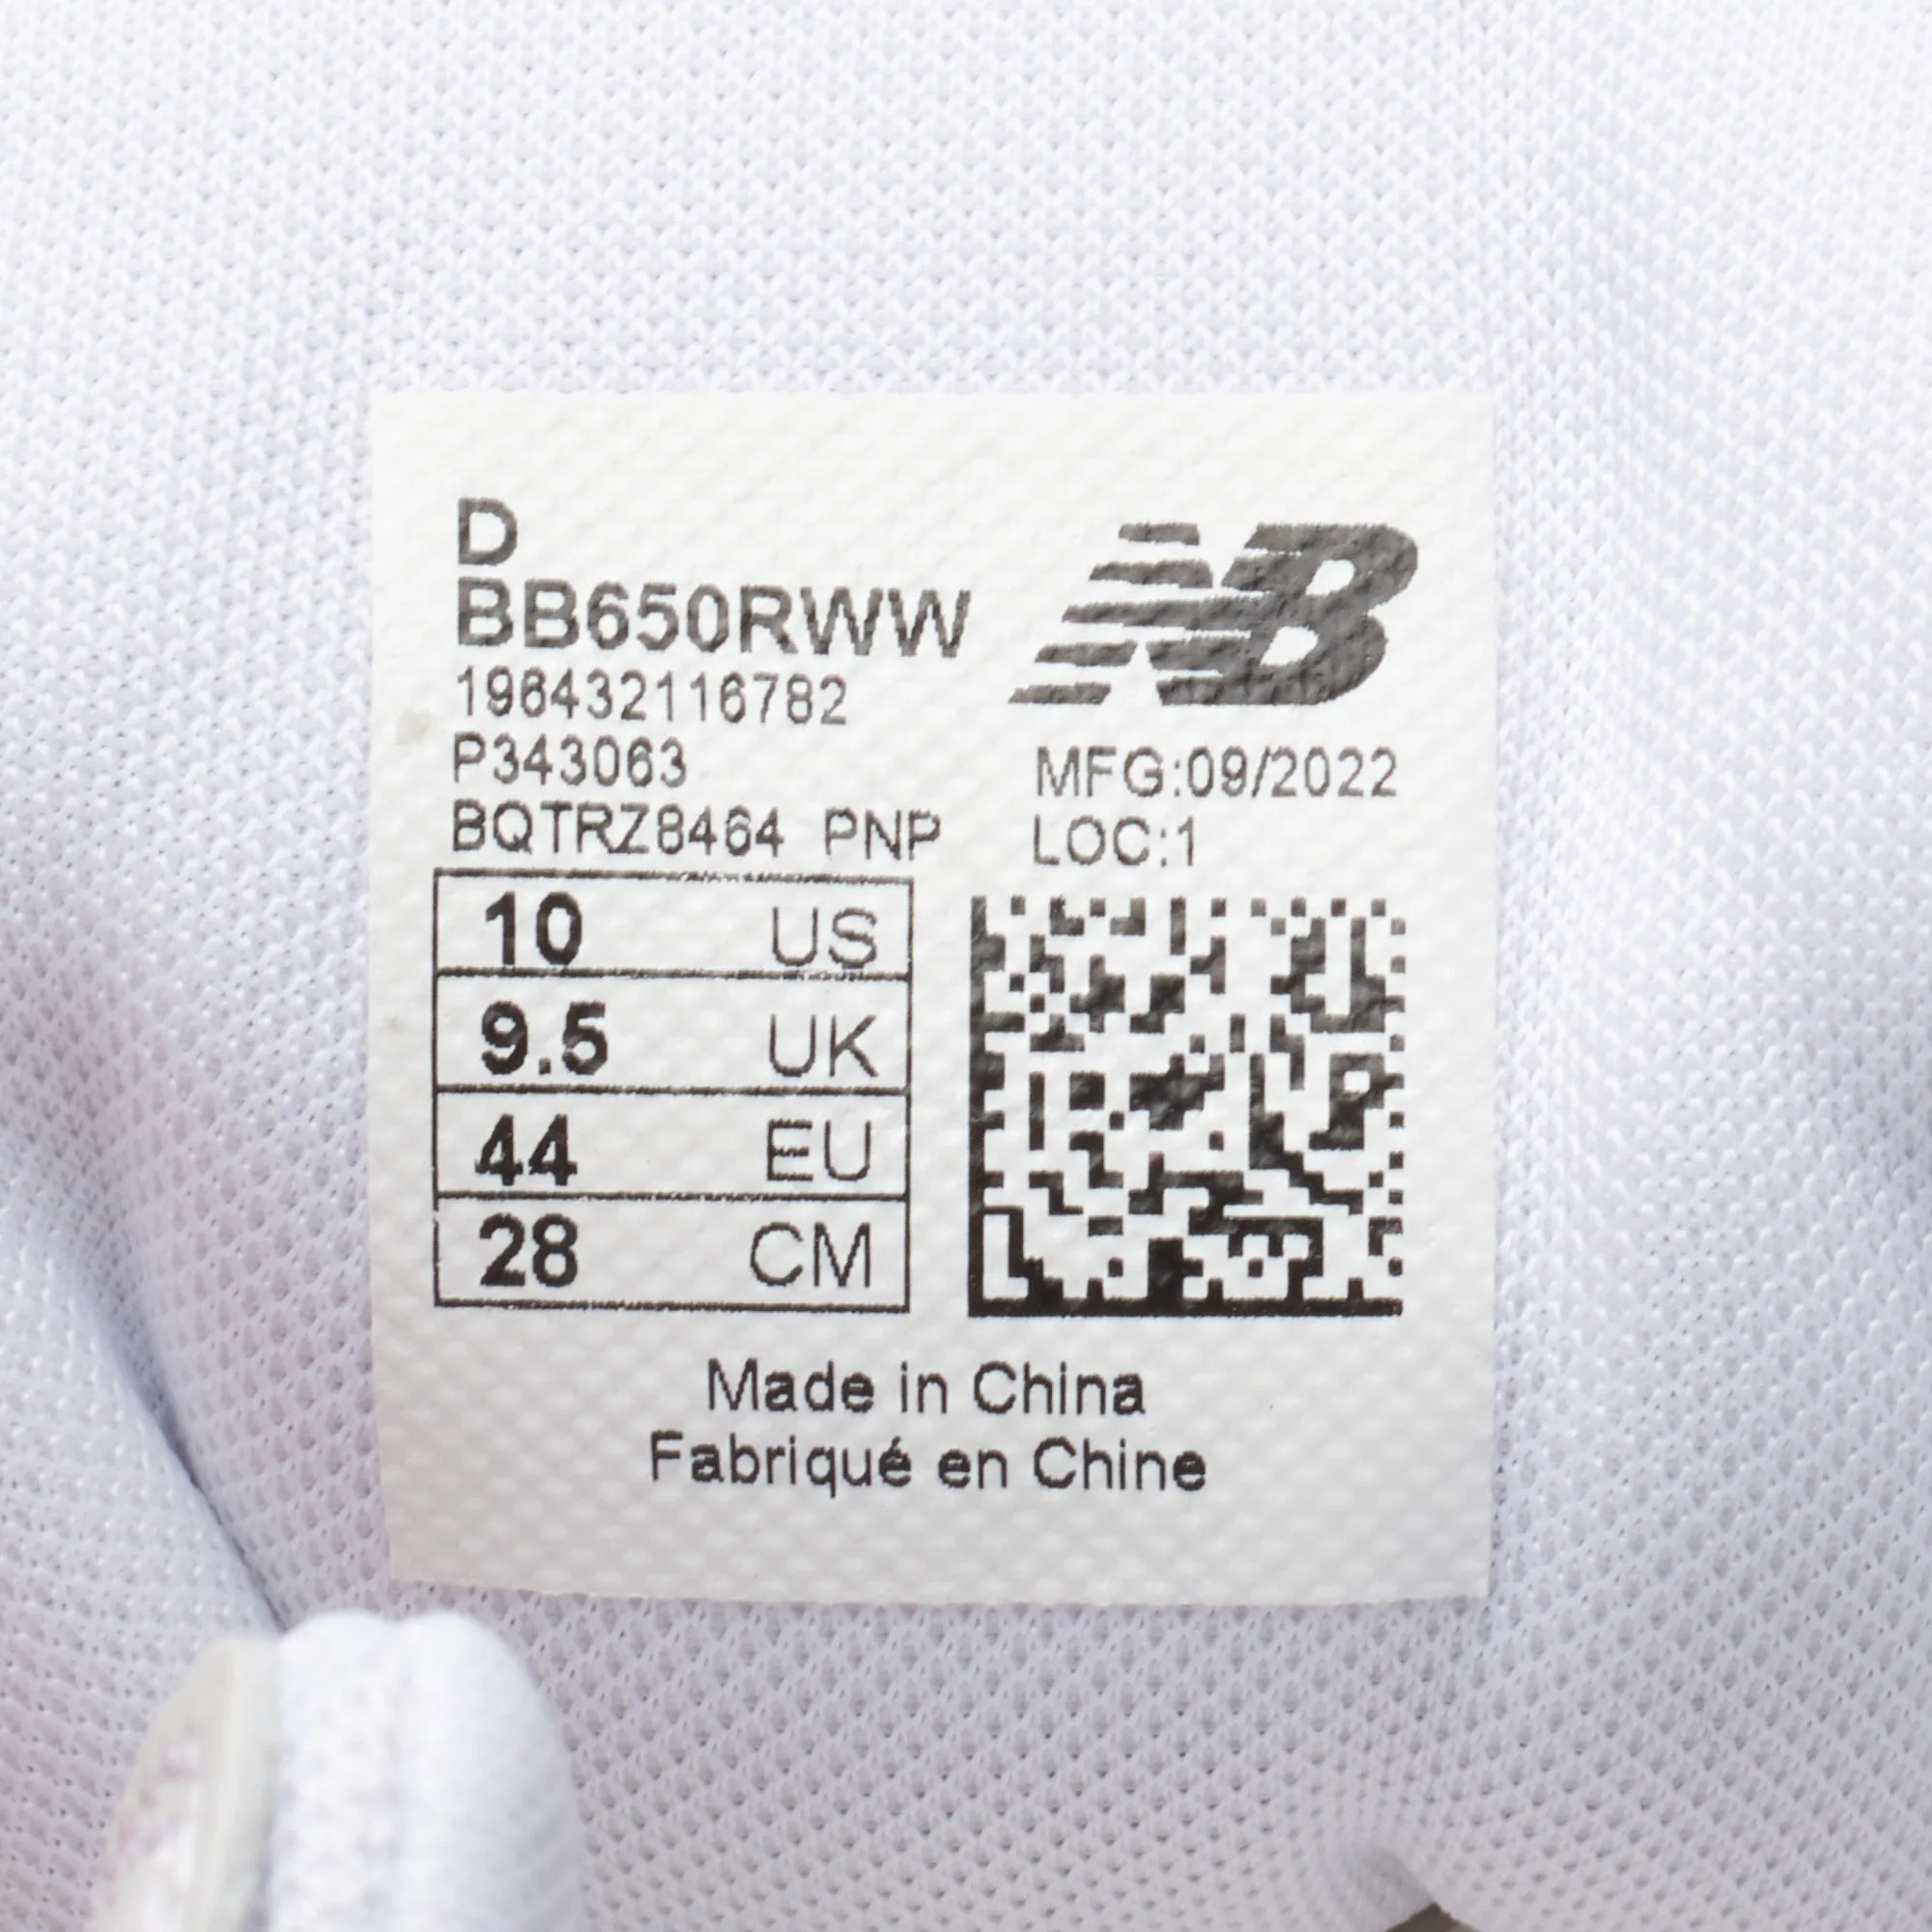 D
BB650RWW
NB
196432116782
P343063
MFG:09/2022
BQTRZ8464 PNP
LOC:1
10 US
9.5 UK
44 EU
28 CM
Made in China
Fabriqué en Chine